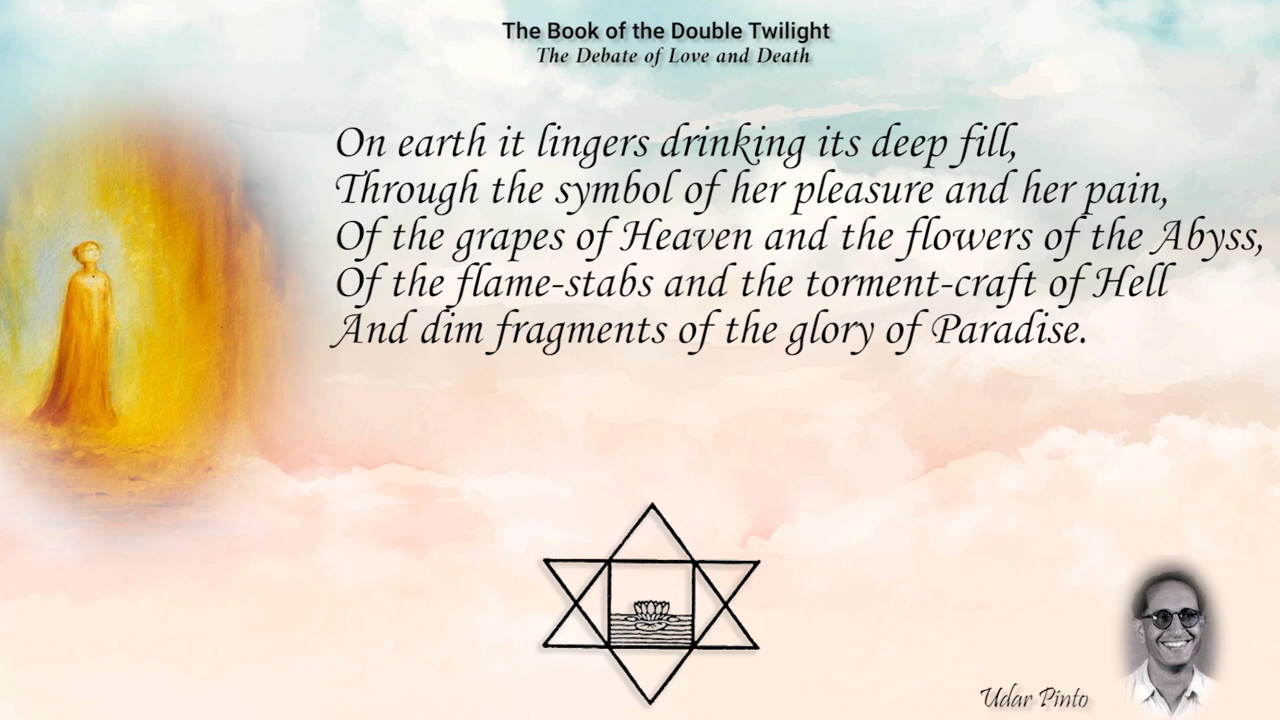 The Book of the Double Twilight
The Debate of Love and Death
On earth it lingers drinking its deep fill,
Through the symbol of her pleasure and her pain,
Of the grapes of Heaven and the flowers of the Abyss,
Of the flame-stabs and the torment-craft of Hell
And dim fragments of the glory of Paradise.
Udar Pinto